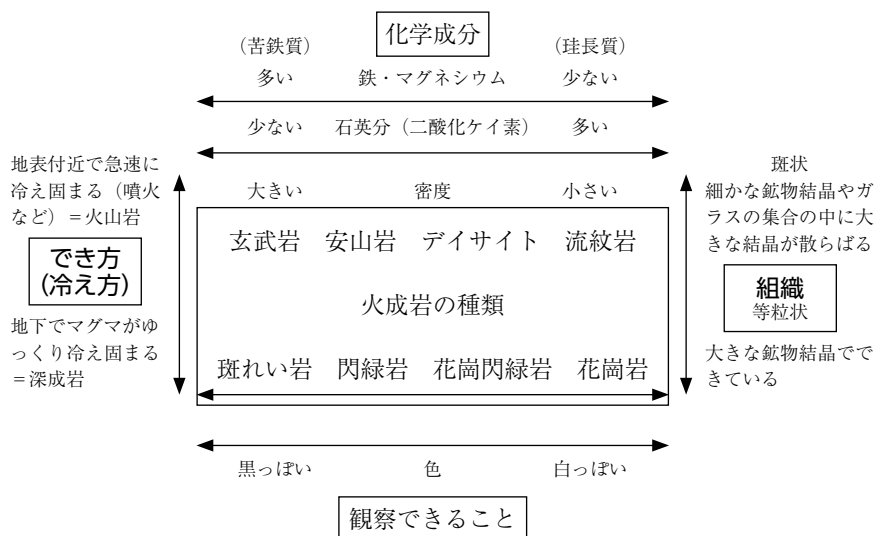 化学成分
（苦鉄質）
（珪長質）
多い 鉄・マグネシウム 少ない
少ない 石英分（二酸化ケイ素） 多い
大きい 密度 小さい
地表付近で急速に
冷え固まる（噴火
など）＝火山岩
でき方
(冷え方)
地下でマグマがゆ
っくり冷え固まる
＝深成岩
玄武岩 安山岩 デイサイト 流紋岩
火成岩の種類
斑れい岩 閃緑岩 花崗閃緑岩 花崗岩
斑状
細かな鉱物結晶やガ
ラスの集合の中に大
きな結晶が散らばる
組織
等粒状
大きな鉱物結晶でで
きている
黒っぽい 色 白っぽい
観察できること